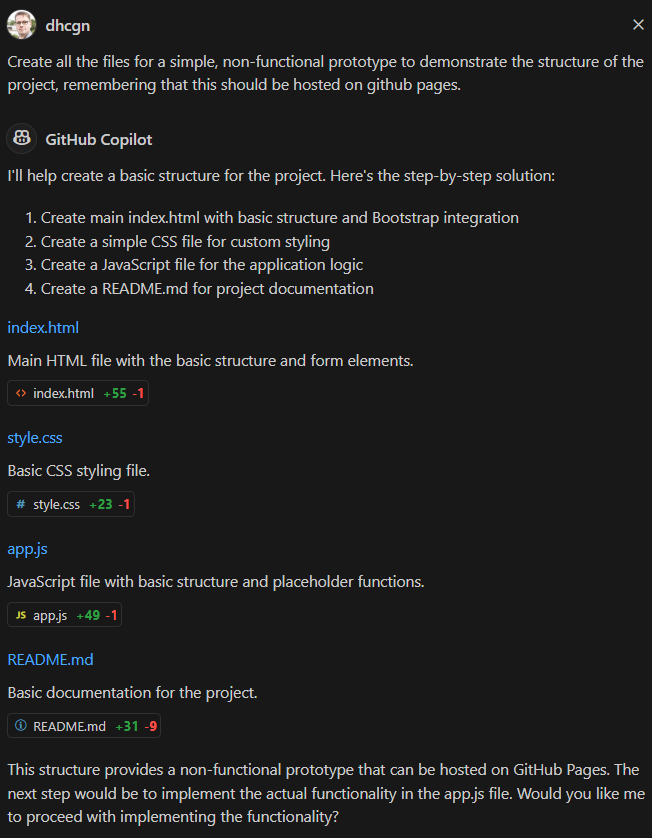 dhcgn
Create all the files for a simple, non-functional prototype to demonstrate the structure of the
project, remembering that this should be hosted on github pages.
GitHub Copilot
I'll help create a basic structure for the project. Here's the step-by-step solution:
1. Create main index.html with basic structure and Bootstrap integration
2. Create a simple CSS file for custom styling
3. Create a JavaScript file for the application logic
4. Create a README.md for project documentation
index.html
Main HTML file with the basic structure and form elements.
<> index.html +55 -1
style.css
Basic CSS styling file.
# style.css +23 -1
app.js
JavaScript file with basic structure and placeholder functions.
JS app.js +49 -1
README.md
Basic documentation for the project.
README.md +31 -9
This structure provides a non-functional prototype that can be hosted on GitHub Pages. The
next step would be to implement the actual functionality in the app.js file. Would you like me
to proceed with implementing the functionality?